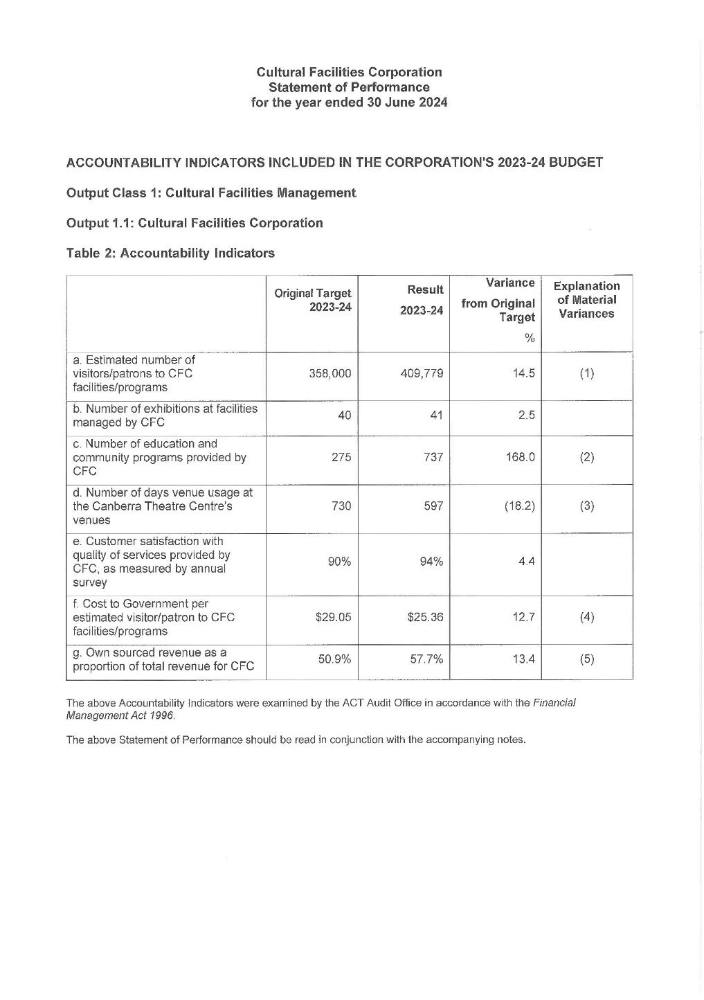 Cultural Facilities Corporation
Statement of Performance
for the year ended 30 June 2024
ACCOUNTABILITY INDICATORS INCLUDED IN THE CORPORATION'S 2023-24 BUDGET
Output Class 1: Cultural Facilities Management
Output 1.1: Cultural Facilities Corporation
Table 2: Accountability Indicators
Original Target
2023-24
Result
2023-24
Variance
from Original
Target
%
Explanation
of Material
Variances
a. Estimated number of
visitors/patrons to CFC
facilities/programs
358,000
409,779
14.5
(1)
b. Number of exhibitions at facilities
managed by CFC
40
41
2.5
c. Number of education and
community programs provided by
CFC
275
737
168.0
(2)
d. Number of days venue usage at
the Canberra Theatre Centre's
venues
730
597
(18.2)
(3)
e. Customer satisfaction with
quality of services provided by
CFC, as measured by annual
survey
90%
94%
4.4
f. Cost to Government per
estimated visitor/patron to CFC
facilities/programs
$29.05
$25.36
12.7
(4)
g. Own sourced revenue as a
proportion of total revenue for CFC
50.9%
57.7%
13.4
(5)
The above Accountability Indicators were examined by the ACT Audit Office in accordance with the Financial
Management Act 1996.
The above Statement of Performance should be read in conjunction with the accompanying notes.